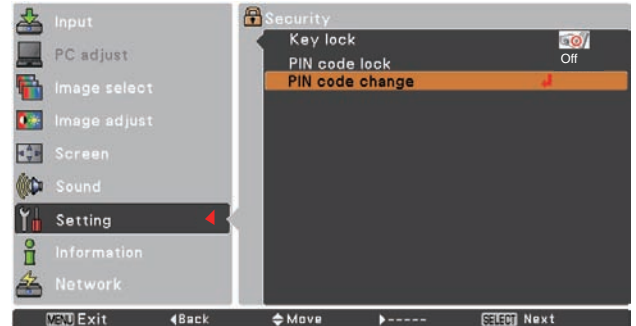 Input
PC adjust
Image select
Image adjust
Screen
Sound
Setting
Information
Network
Security
Key lock
PIN code lock
Off
PIN code change
MENU Exit
Back
Move
-----
SELECT Next